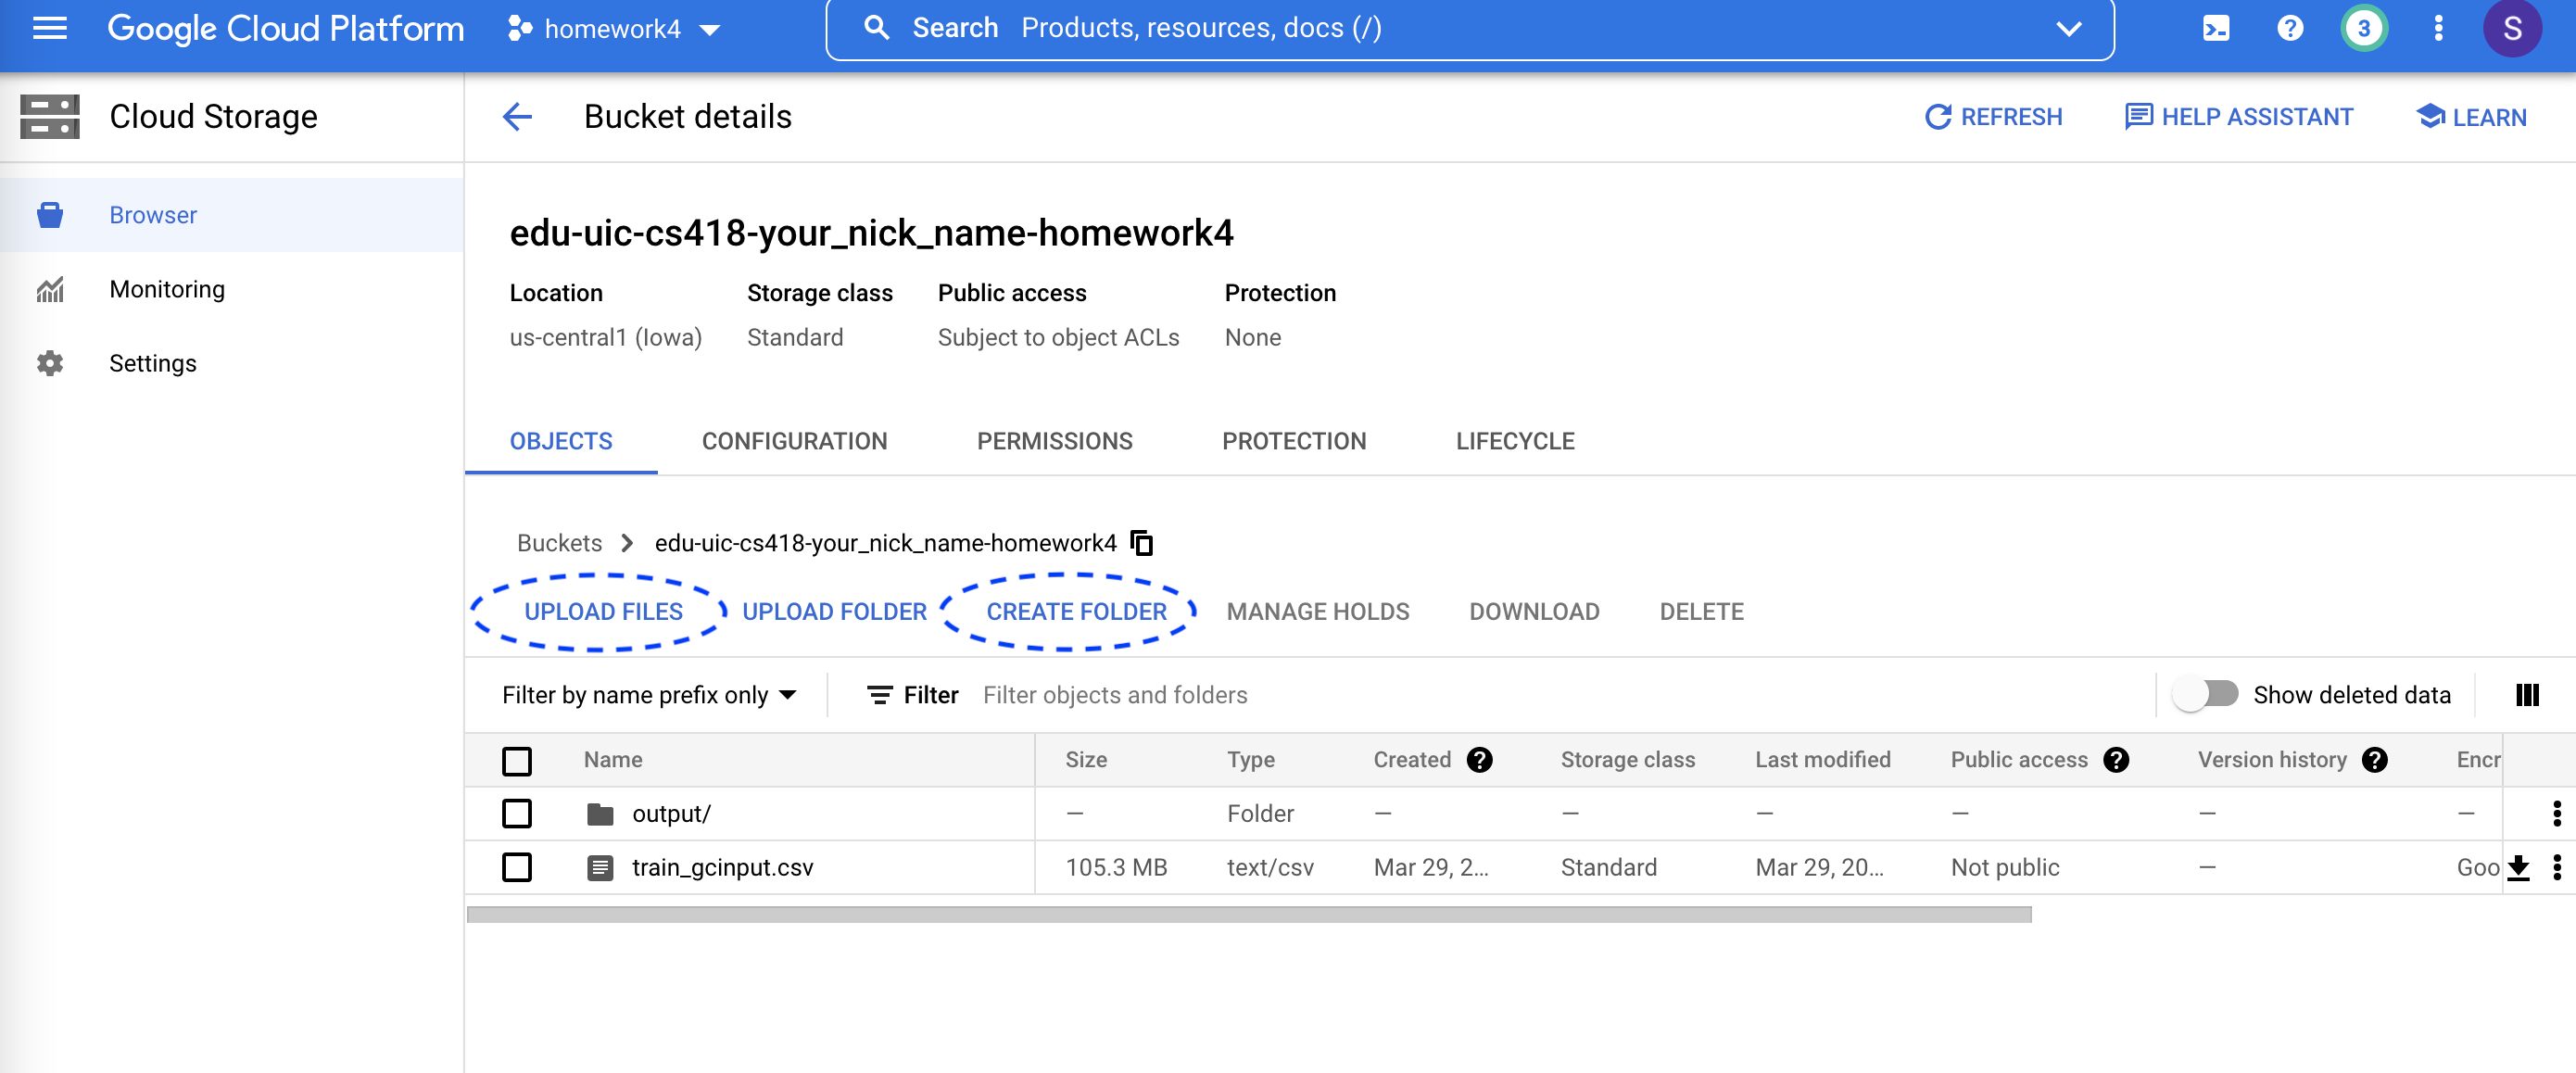 Google Cloud Platform homework4 Search Products, resources, docs (/) 3 S
Cloud Storage Bucket details REFRESH HELP ASSISTANT LEARN
Browser
Monitoring
Settings
edu-uic-cs418-your_nick_name-homework4
Location Storage class Public access Protection
us-central1 (Iowa) Standard Subject to object ACLs None
OBJECTS CONFIGURATION PERMISSIONS PROTECTION LIFECYCLE
Buckets edu-uic-cs418-your_nick_name-homework4
UPLOAD FILES UPLOAD FOLDER CREATE FOLDER MANAGE HOLDS DOWNLOAD DELETE
Filter by name prefix only Filter Filter objects and folders Show deleted data
Name Size Type Created Storage class Last modified Public access Version history Encr
output/ — Folder — — — — — —
train_gcinput.csv 105.3 MB text/csv Mar 29, 2... Standard Mar 29, 20... Not public — Goo